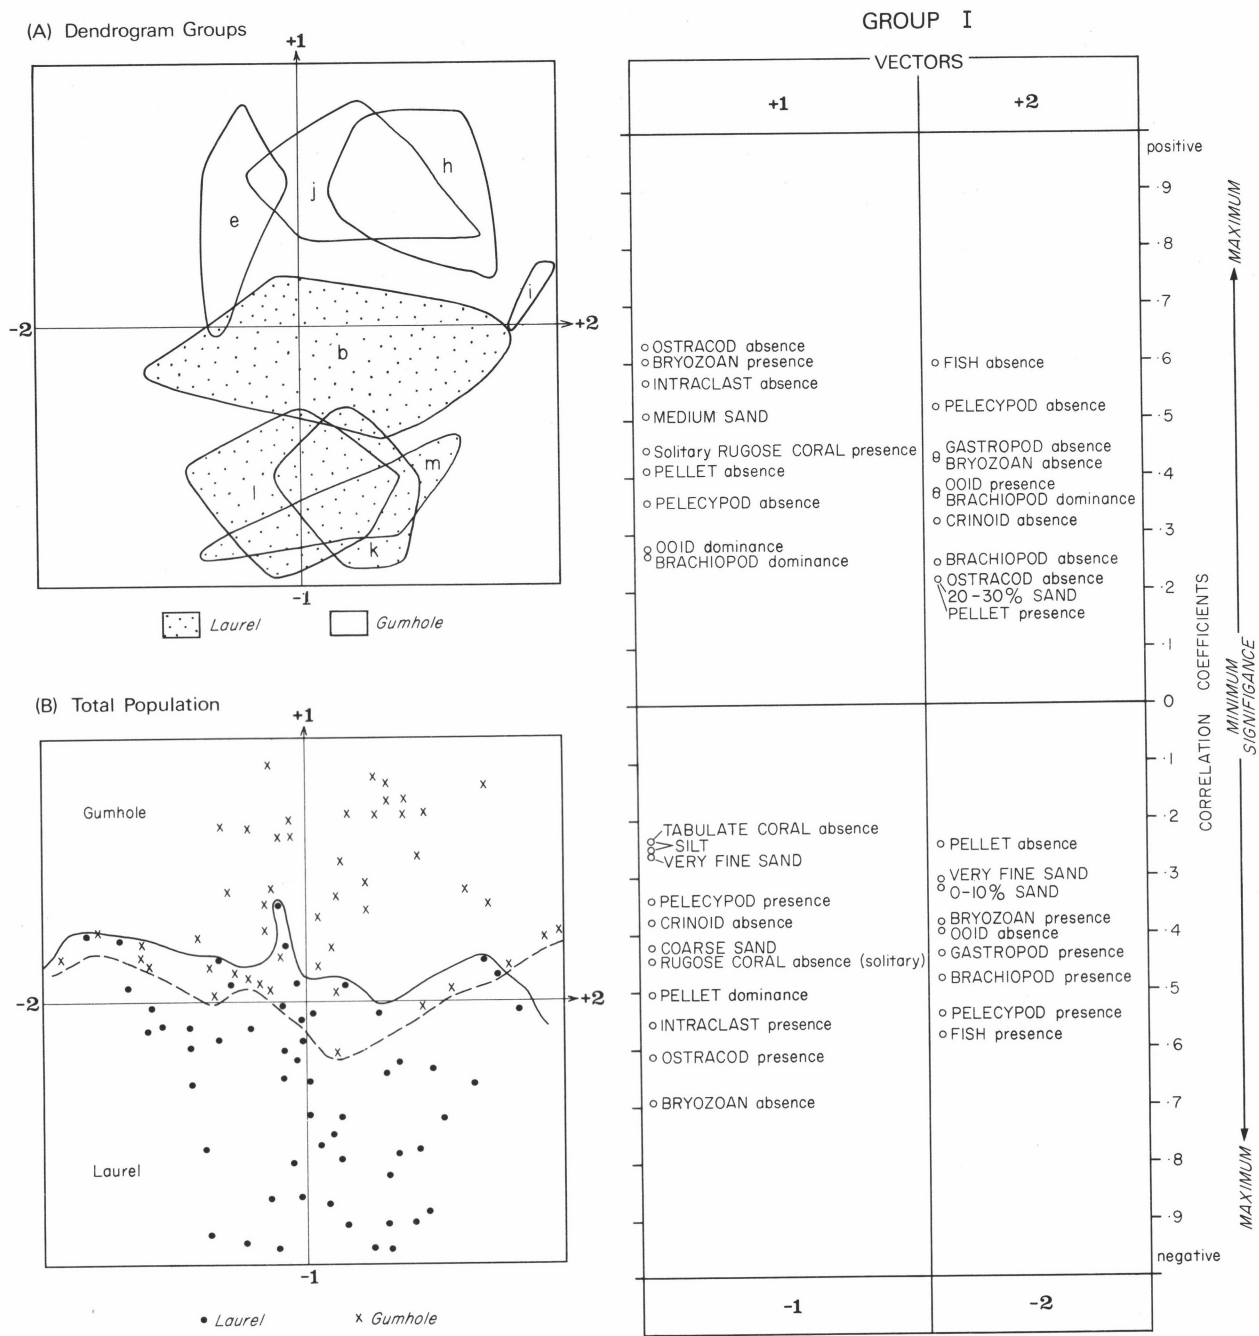 (A) Dendrogram Groups
+1
e
j
h
i
-2
+2
b
l
m
k
-1
Laurel
Gumhole
(B) Total Population
+1
Gumhole
-2
+2
Laurel
-1
Laurel
x Gumhole
GROUP I
VECTORS
+1
+2
positive
.9
.8
.7
.6
.5
.4
.3
.2
.1
0
.1
.2
.3
.4
.5
.6
.7
.8
.9
negative
OSTRACOD absence
BRYOZOAN presence
INTRACLAST absence
MEDIUM SAND
Solitary RUGOSE CORAL presence
PELLET absence
PELECYPOD absence
OOID dominance
BRACHIOPOD dominance
FISH absence
PELECYPOD absence
GASTROPOD absence
BRYOZOAN absence
OOID presence
BRACHIOPOD dominance
CRINOID absence
BRACHIOPOD absence
OSTRACOD absence
20-30% SAND
PELLET presence
TABULATE CORAL absence
SILT
VERY FINE SAND
PELECYPOD presence
CRINOID absence
COARSE SAND
RUGOSE CORAL absence (solitary)
PELLET dominance
INTRACLAST presence
OSTRACOD presence
BRYOZOAN absence
PELLET absence
VERY FINE SAND
0-10% SAND
BRYOZOAN presence
OOID absence
GASTROPOD presence
BRACHIOPOD presence
PELECYPOD presence
FISH presence
-1
-2
CORRELATION COEFFICIENTS
MAXIMUM
MINIMUM
SIGNIFIGANCE
MAXIMUM